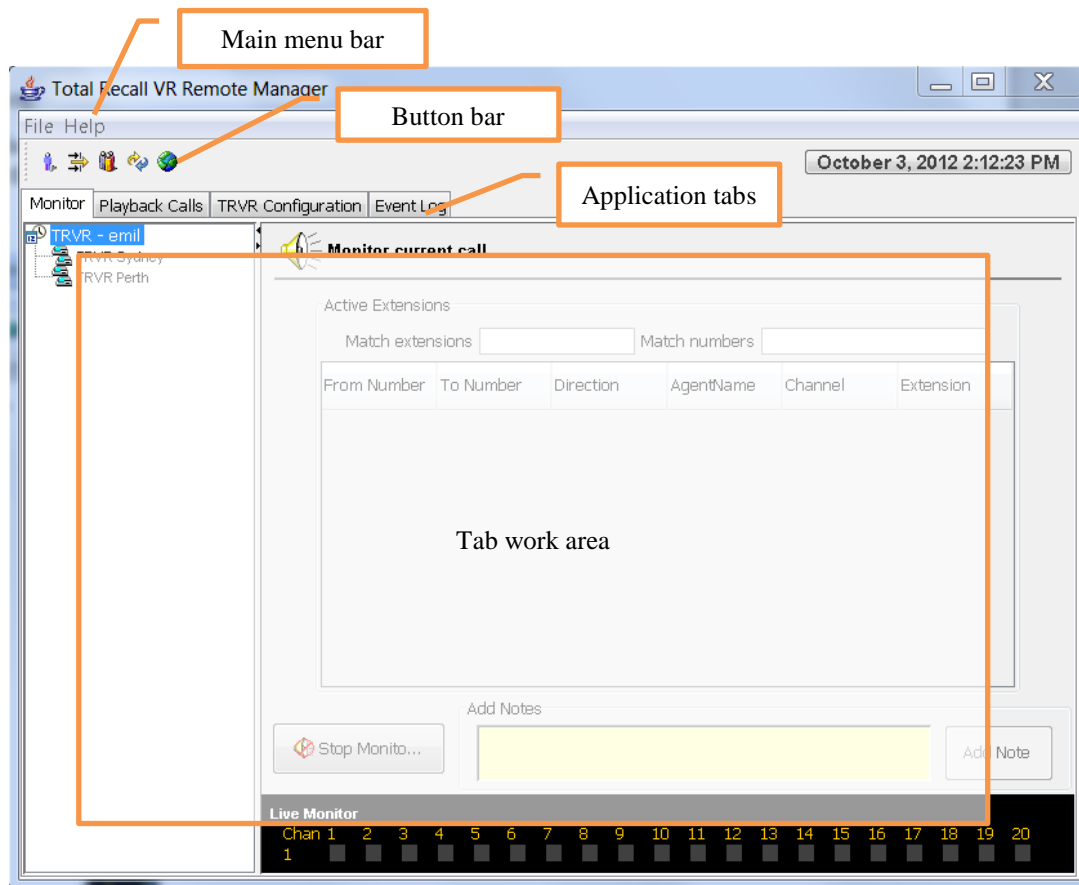 Main menu bar
Total Recall VR Remote Manager
Button bar
File Help
October 3, 2012 2:12:23 PM
Application tabs
Monitor Playback Calls TRVR Configuration Event Log
TRVR - emil
TRVR Sydney
TRVR Perth
Monitor current call
Active Extensions
Match extensions Match numbers
From Number To Number Direction AgentName Channel Extension
Tab work area
Add Notes
Stop Monito...
Add Note
Live Monitor
Chan 1 2 3 4 5 6 7 8 9 10 11 12 13 14 15 16 17 18 19 20
1